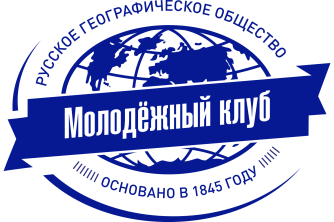 РУССКОЕ ГЕОГРАФИЧЕСКОЕ ОБЩЕСТВО
Молодёжный клуб
ОСНОВАНО В 1845 ГОДУ